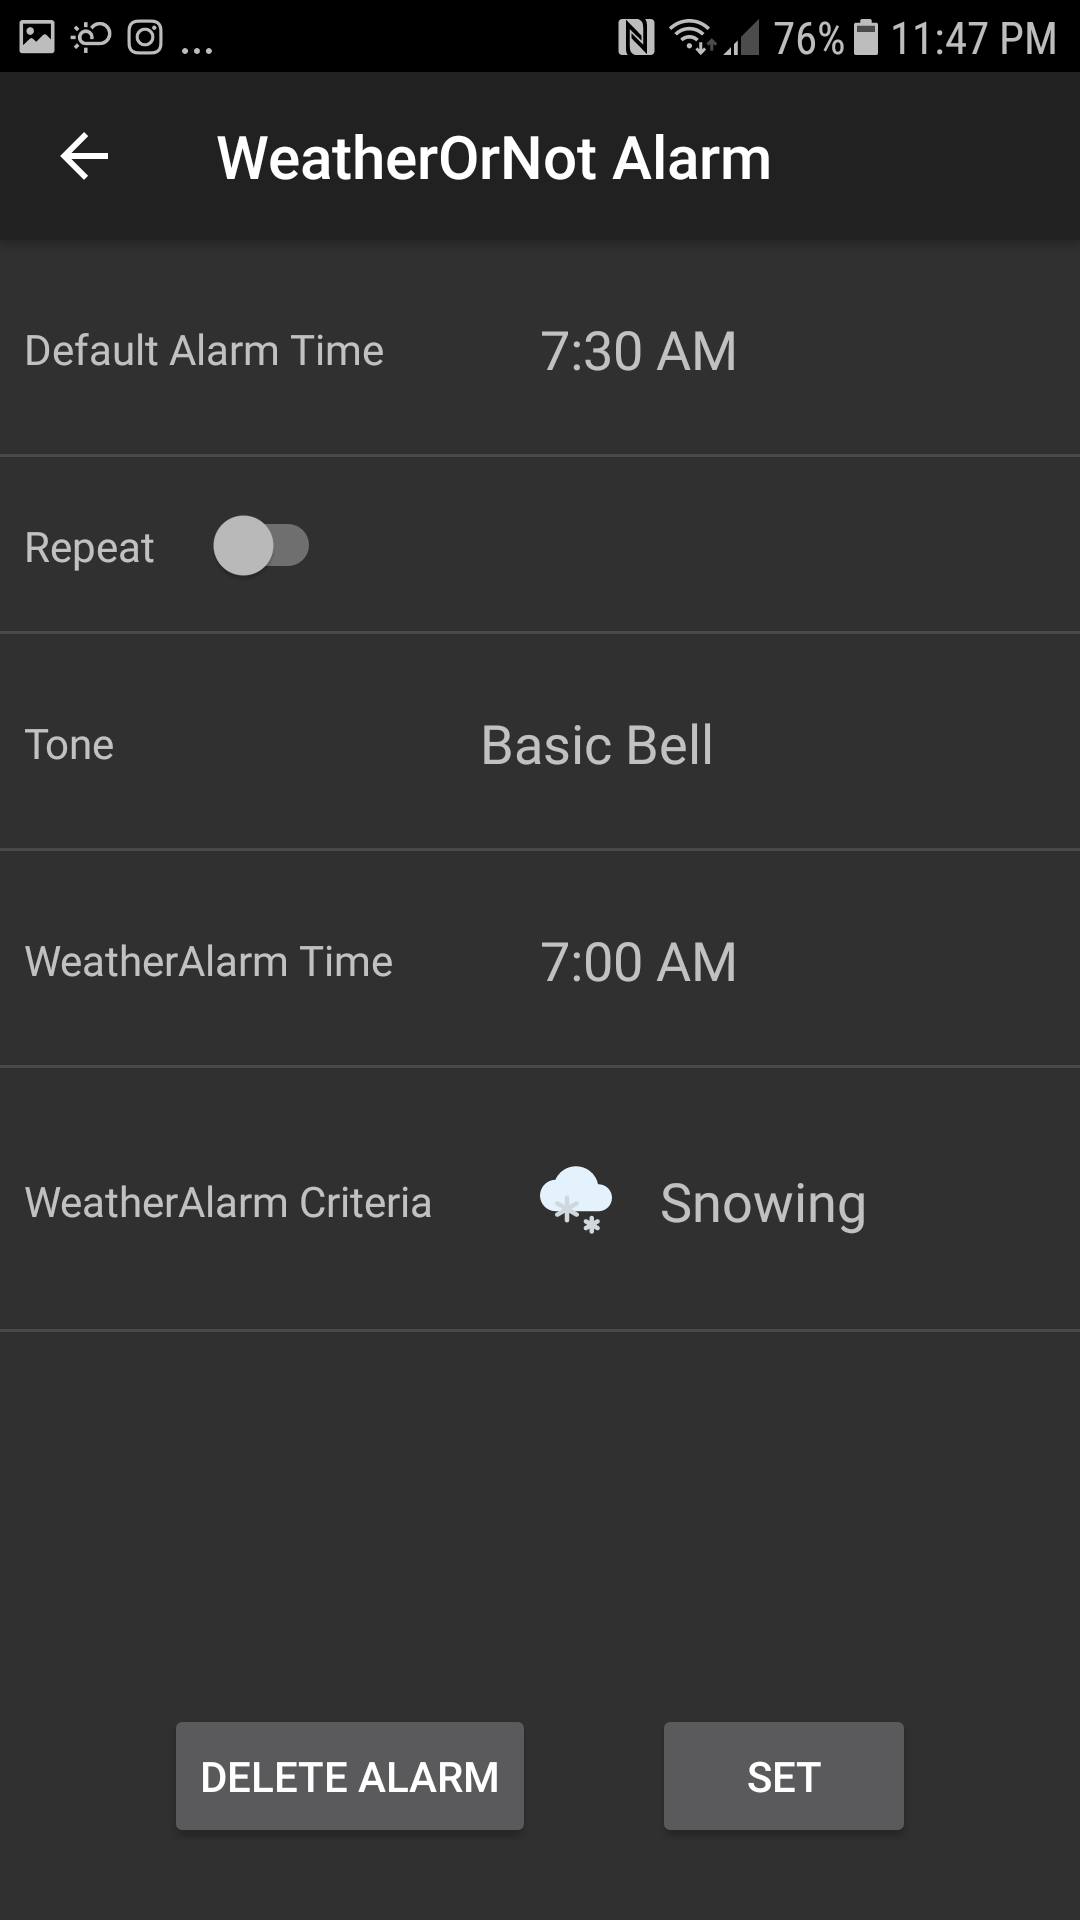 ... 76% 11:47 PM
WeatherOrNot Alarm
Default Alarm Time 7:30 AM
Repeat
Tone Basic Bell
WeatherAlarm Time 7:00 AM
WeatherAlarm Criteria Snowing
DELETE ALARM SET